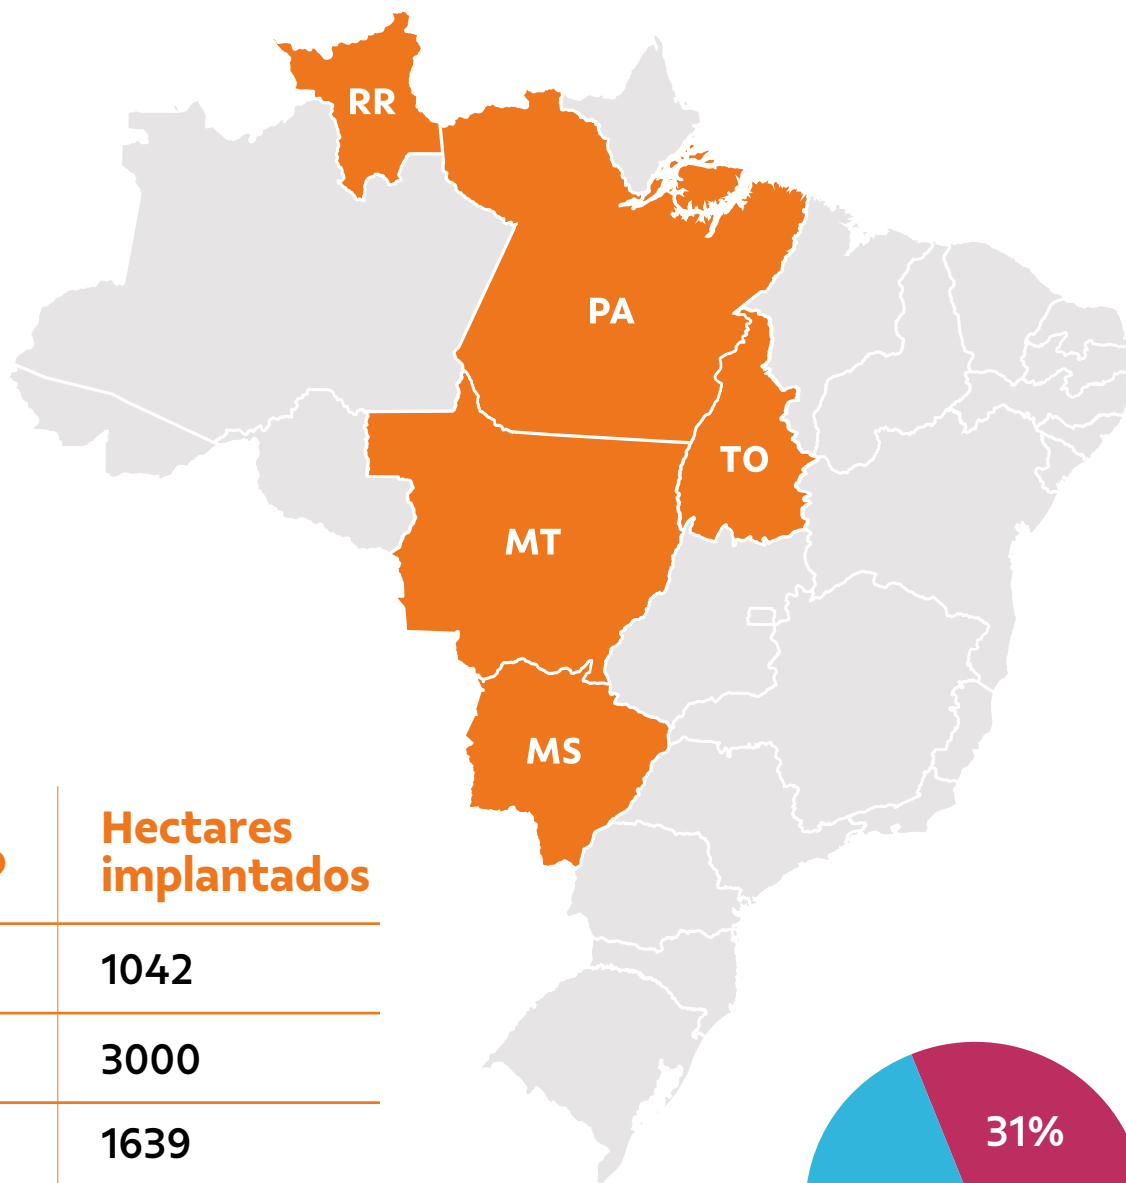 RR
PA
TO
MT
MS
Hectares
implantados
1042
3000
1639
31%